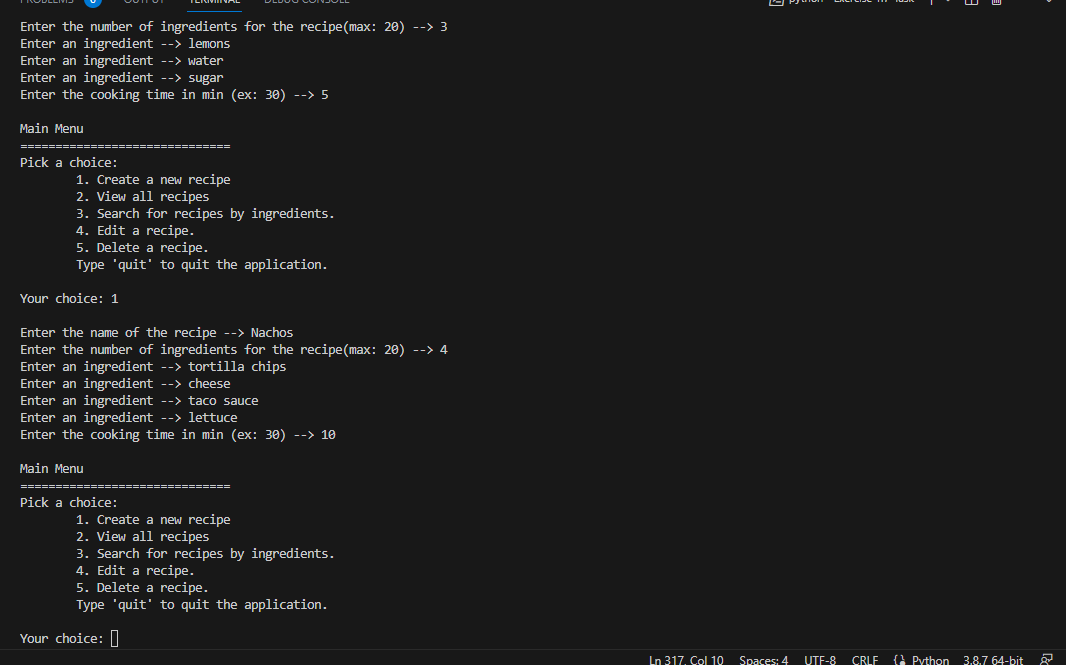 PROBLEMS OUTPUT TERMINAL DEBUG CONSOLE python
Enter the number of ingredients for the recipe(max: 20) --> 3
Enter an ingredient --> lemons
Enter an ingredient --> water
Enter an ingredient --> sugar
Enter the cooking time in min (ex: 30) --> 5
Main Menu
==============================
Pick a choice:
1. Create a new recipe
2. View all recipes
3. Search for recipes by ingredients.
4. Edit a recipe.
5. Delete a recipe.
Type 'quit' to quit the application.
Your choice: 1
Enter the name of the recipe --> Nachos
Enter the number of ingredients for the recipe(max: 20) --> 4
Enter an ingredient --> tortilla chips
Enter an ingredient --> cheese
Enter an ingredient --> taco sauce
Enter an ingredient --> lettuce
Enter the cooking time in min (ex: 30) --> 10
Main Menu
==============================
Pick a choice:
1. Create a new recipe
2. View all recipes
3. Search for recipes by ingredients.
4. Edit a recipe.
5. Delete a recipe.
Type 'quit' to quit the application.
Your choice:
Ln 317, Col 10 Spaces: 4 UTF-8 CRLF Python 3.8.7 64-bit